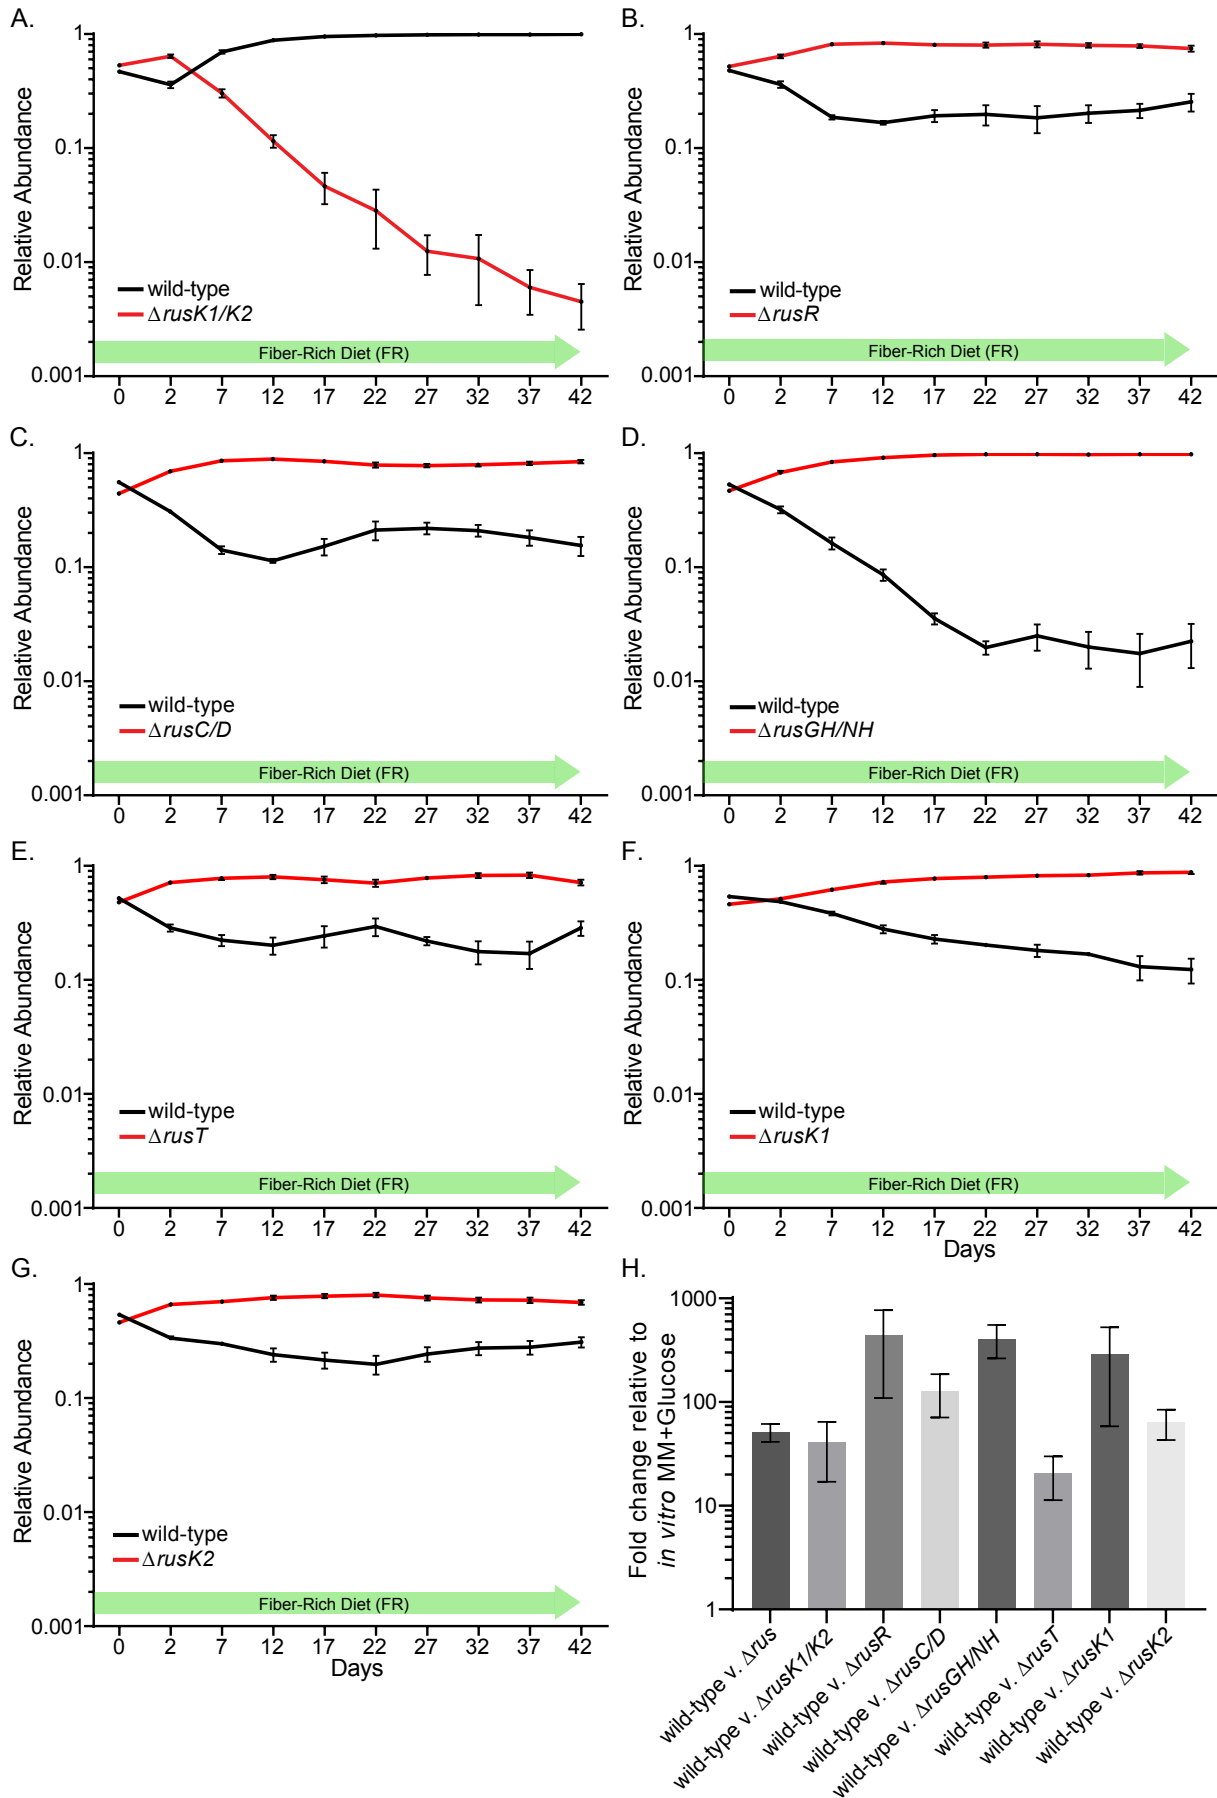 A.
Relative Abundance
1
0.1
0.01
0.001
wild-type
ΔrusK1/K2
Fiber-Rich Diet (FR)
0 2 7 12 17 22 27 32 37 42
B.
Relative Abundance
1
0.1
0.01
0.001
wild-type
ΔrusR
Fiber-Rich Diet (FR)
0 2 7 12 17 22 27 32 37 42
C.
Relative Abundance
1
0.1
0.01
0.001
wild-type
ΔrusC/D
Fiber-Rich Diet (FR)
0 2 7 12 17 22 27 32 37 42
D.
Relative Abundance
1
0.1
0.01
0.001
wild-type
ΔrusGH/NH
Fiber-Rich Diet (FR)
0 2 7 12 17 22 27 32 37 42
E.
Relative Abundance
1
0.1
0.01
0.001
wild-type
ΔrusT
Fiber-Rich Diet (FR)
0 2 7 12 17 22 27 32 37 42
F.
Relative Abundance
1
0.1
0.01
0.001
wild-type
ΔrusK1
Fiber-Rich Diet (FR)
0 2 7 12 17 22 27 32 37 42
Days
G.
Relative Abundance
1
0.1
0.01
0.001
wild-type
ΔrusK2
Fiber-Rich Diet (FR)
0 2 7 12 17 22 27 32 37 42
Days
H.
Fold change relative to
in vitro MM+Glucose
1000
100
10
1
wild-type v. Δrus
wild-type v. ΔrusK1/K2
wild-type v. ΔrusR
wild-type v. ΔrusC/D
wild-type v. ΔrusGH/NH
wild-type v. ΔrusT
wild-type v. ΔrusK1
wild-type v. ΔrusK2